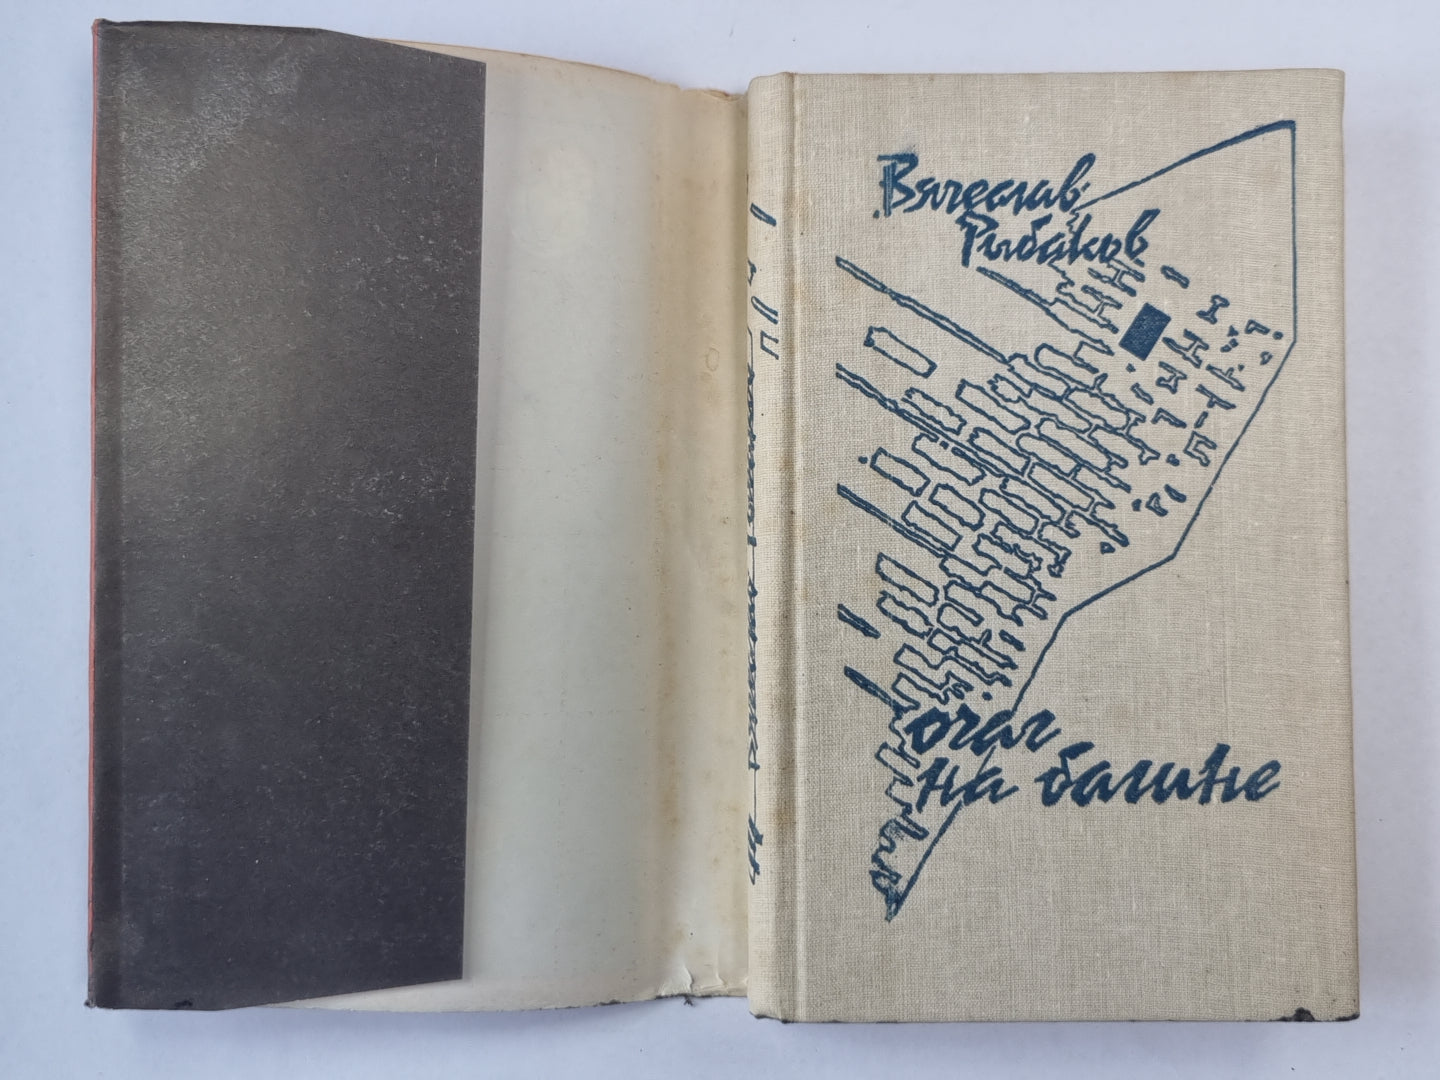 Вячеслав
Рыбаков
очаг
на башне